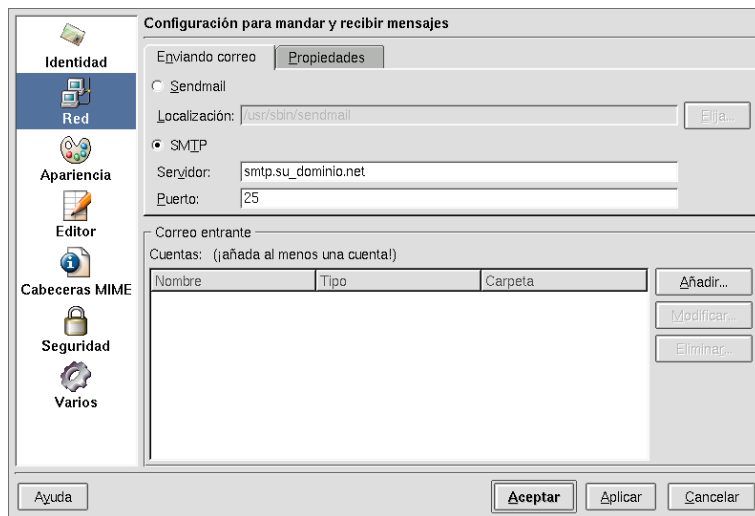 Configuración para mandar y recibir mensajes
Identidad
Red
Apariencia
Editor
Cabeceras MIME
Seguridad
Varios
Enviando correo
Propiedades
Sendmail
Localización: /usr/sbin/sendmail Elija...
SMTP
Servidor: smtp.su_dominio.net
Puerto: 25
Correo entrante
Cuentas: (¡añada al menos una cuenta!)
Nombre Tipo Carpeta
Añadir...
Modificar...
Eliminar...
Ayuda Aceptar Aplicar Cancelar